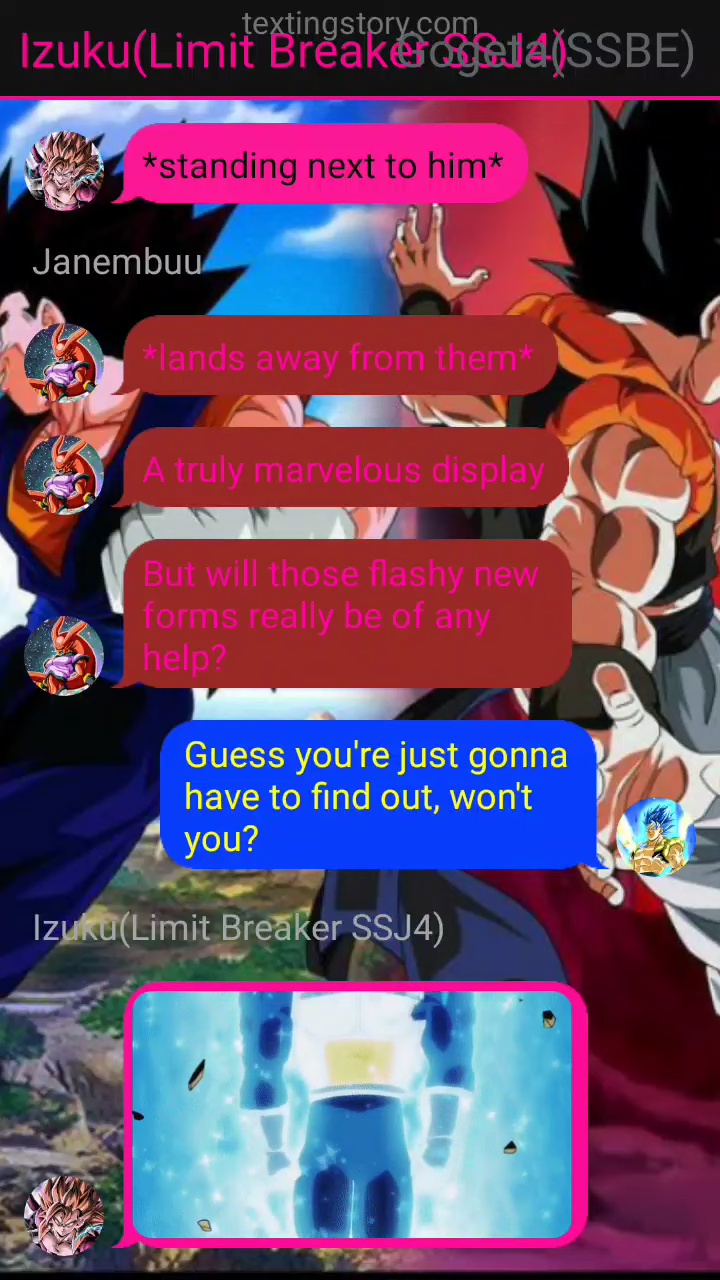 textingstory.com
Izuku(Limit Breaker SSJ4)
Gogeta(SSBE)
*standing next to him*
Janembuu
*lands away from them*
A truly marvelous display
But will those flashy new
forms really be of any
help?
Guess you're just gonna
have to find out, won't
you?
Izuku(Limit Breaker SSJ4)